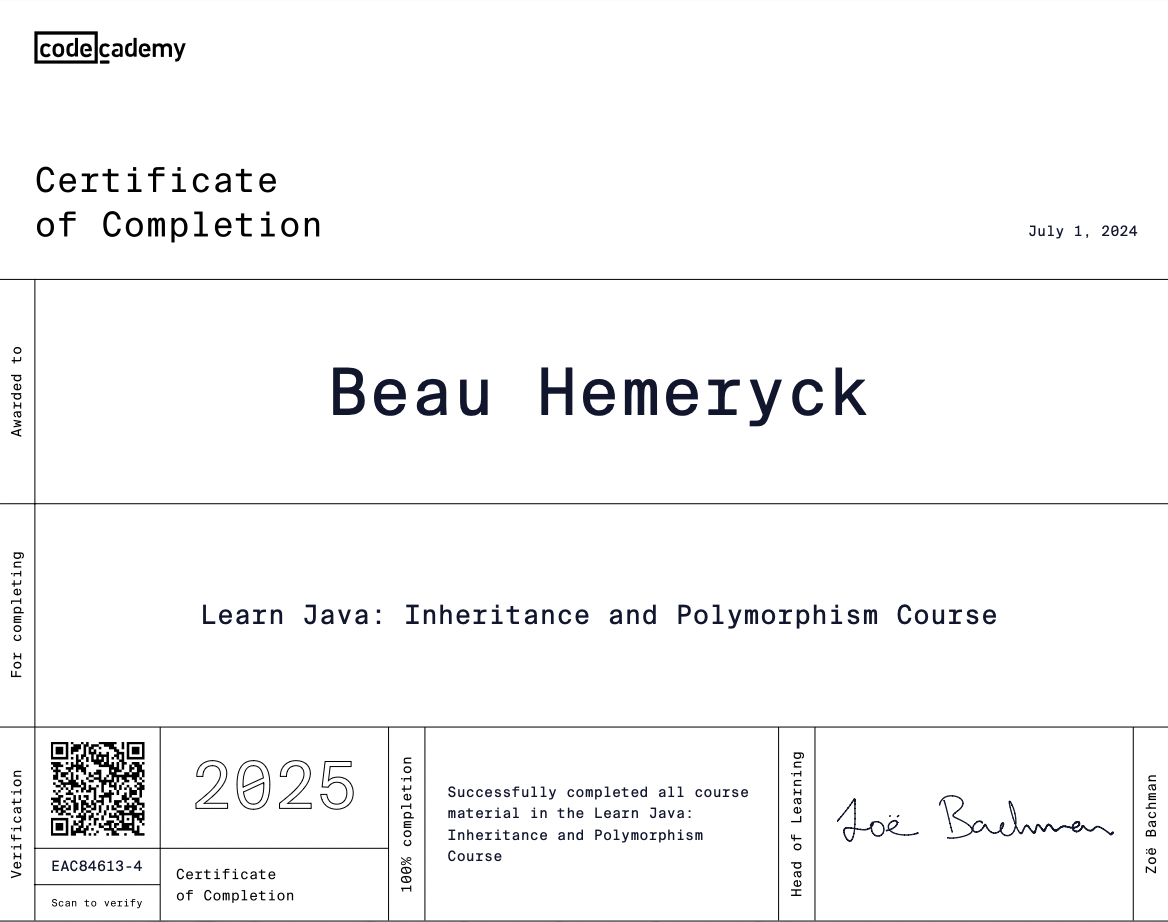 codecademy
Certificate
of Completion
July 1, 2024
Awarded to
Beau Hemeryck
For completing
Learn Java: Inheritance and Polymorphism Course
Verification
EAC84613-4
Scan to verify
2025
Certificate
of Completion
100% completion
Successfully completed all course
material in the Learn Java:
Inheritance and Polymorphism
Course
Head of Learning
Zoë Bachman
Zoë Bachman